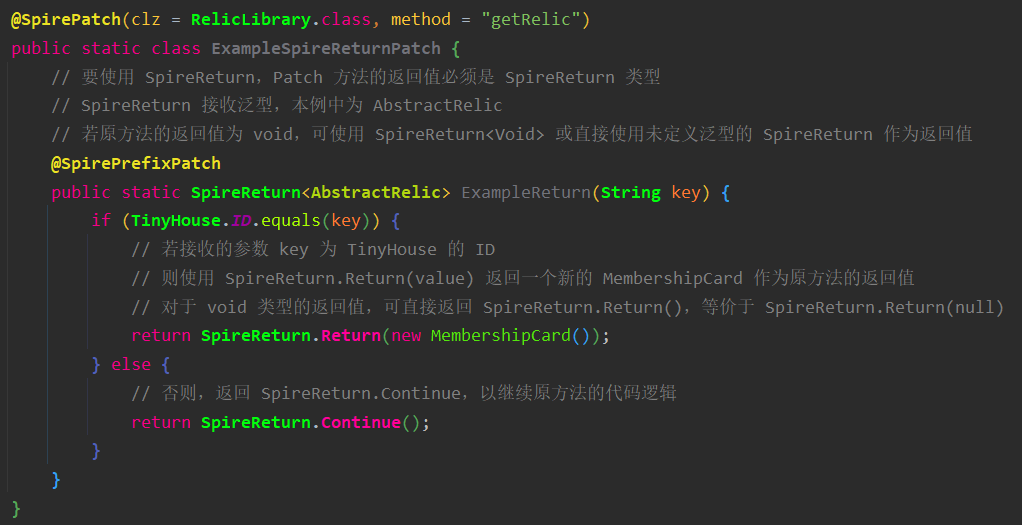 @SpirePatch(clz = RelicLibrary.class, method = "getRelic")
public static class ExampleSpireReturnPatch {
    // 要使用 SpireReturn，Patch 方法的返回值必须是 SpireReturn 类型
    // SpireReturn 接收泛型，本例中为 AbstractRelic
    // 若原方法的返回值为 void，可使用 SpireReturn<Void> 或直接使用未定义泛型的 SpireReturn 作为返回值
    @SpirePrefixPatch
    public static SpireReturn<AbstractRelic> ExampleReturn(String key) {
        if (TinyHouse.ID.equals(key)) {
            // 若接收的参数 key 为 TinyHouse 的 ID
            // 则使用 SpireReturn.Return(value) 返回一个新的 MembershipCard 作为原方法的返回值
            // 对于 void 类型的返回值，可直接返回 SpireReturn.Return()，等价于 SpireReturn.Return(null)
            return SpireReturn.Return(new MembershipCard());
        } else {
            // 否则，返回 SpireReturn.Continue，以继续原方法的代码逻辑
            return SpireReturn.Continue();
        }
    }
}